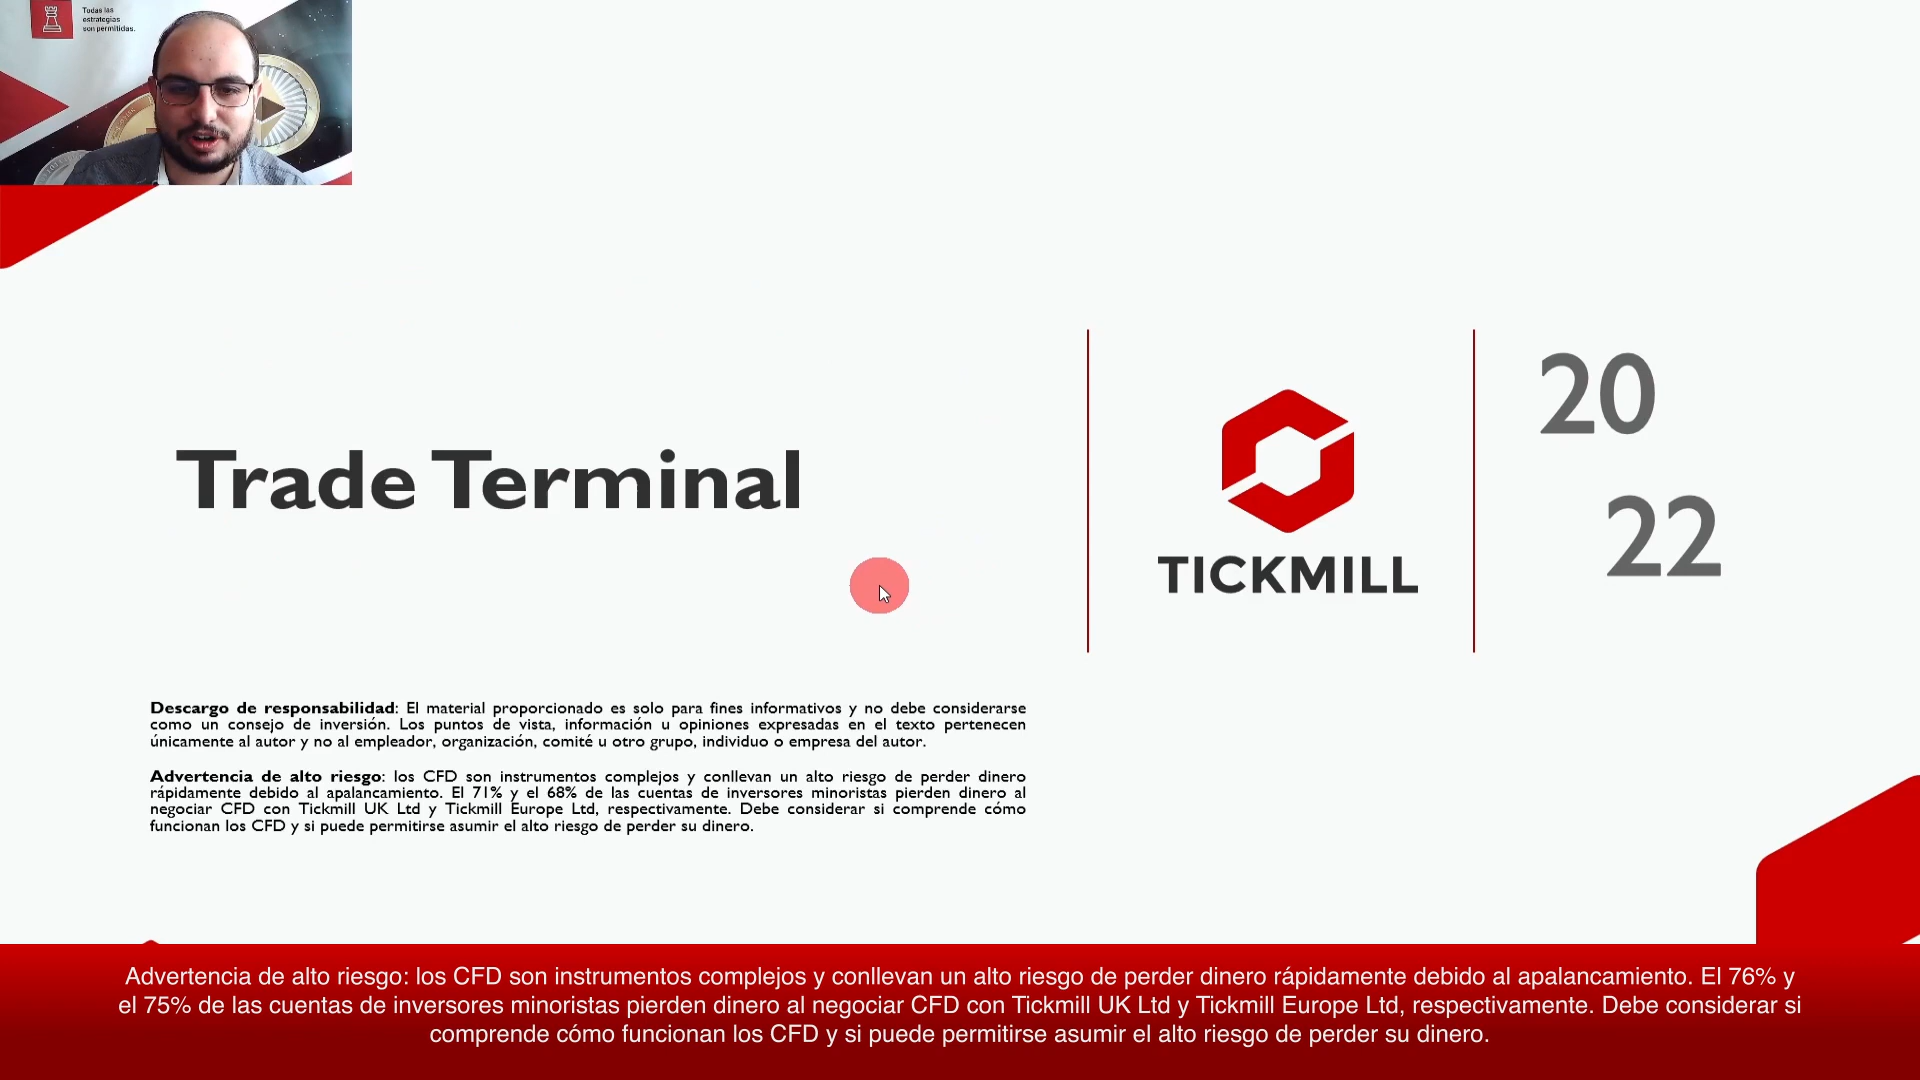 Todas las
estrategias
son permitidas.
Trade Terminal
TICKMILL
20
22
Descargo de responsabilidad: El material proporcionado es solo para fines informativos y no debe considerarse
como un consejo de inversión. Los puntos de vista, información u opiniones expresadas en el texto pertenecen
únicamente al autor y no al empleador, organización, comité u otro grupo, individuo o empresa del autor.
Advertencia de alto riesgo: los CFD son instrumentos complejos y conllevan un alto riesgo de perder dinero
rápidamente debido al apalancamiento. El 71% y el 68% de las cuentas de inversores minoristas pierden dinero al
negociar CFD con Tickmill UK Ltd y Tickmill Europe Ltd, respectivamente. Debe considerar si comprende cómo
funcionan los CFD y si puede permitirse asumir el alto riesgo de perder su dinero.
Advertencia de alto riesgo: los CFD son instrumentos complejos y conllevan un alto riesgo de perder dinero rápidamente debido al apalancamiento. El 76% y
el 75% de las cuentas de inversores minoristas pierden dinero al negociar CFD con Tickmill UK Ltd y Tickmill Europe Ltd, respectivamente. Debe considerar si
comprende cómo funcionan los CFD y si puede permitirse asumir el alto riesgo de perder su dinero.